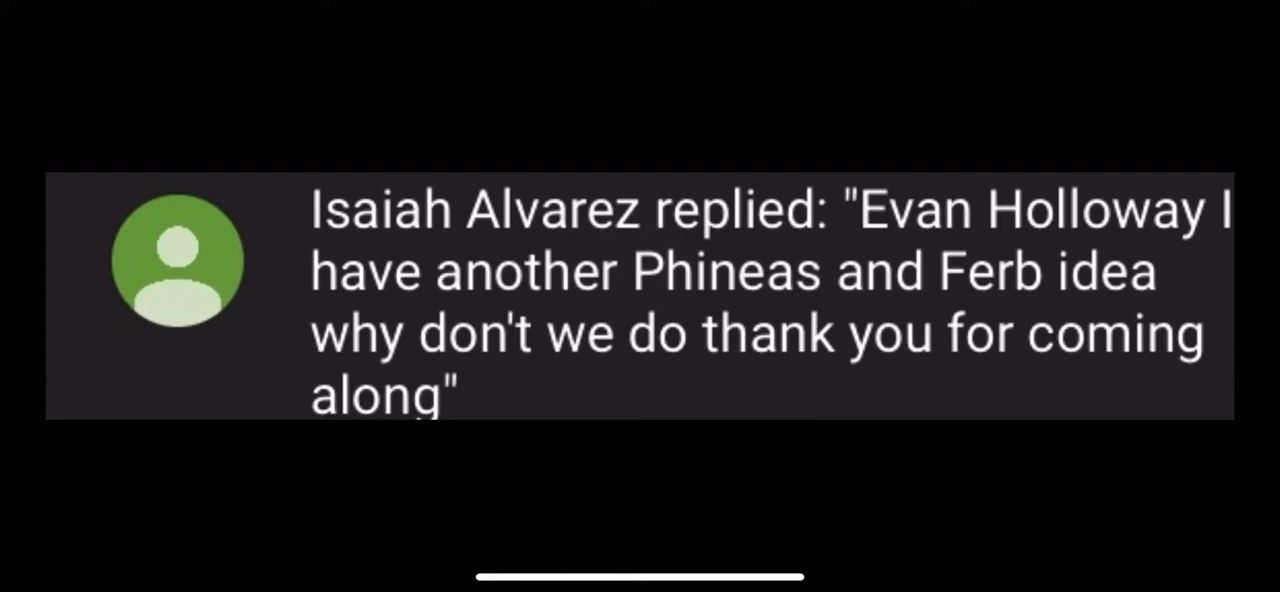 Isaiah Alvarez replied: "Evan Holloway I
have another Phineas and Ferb idea
why don't we do thank you for coming
along"